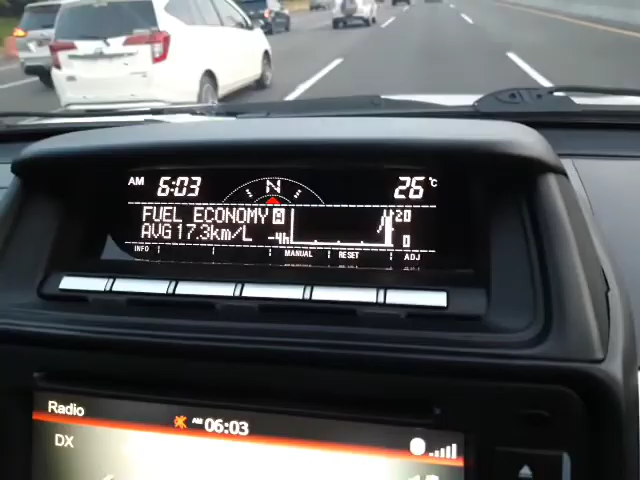 AM 6:03 N 26°C
FUEL ECONOMY A 20
AVG 17.3km/L -4h 0
INFO MANUAL RESET ADJ
Radio AM 06:03
DX